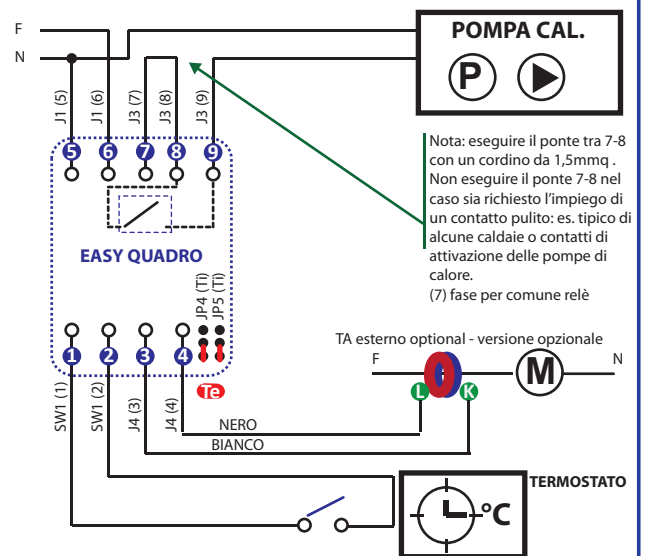 F
N
POMPA CAL.
P
J1 (5)
J1 (6)
J3 (7)
J3 (8)
J3 (9)
5
6
7
8
9
Nota: eseguire il ponte tra 7-8
con un cordino da 1,5mmq .
Non eseguire il ponte 7-8 nel
caso sia richiesto l'impiego di
un contatto pulito: es. tipico di
alcune caldaie o contatti di
attivazione delle pompe di
calore.
(7) fase per comune relè
EASY QUADRO
JP4 (Ti)
JP5 (Ti)
1
2
3
4
Te
TA esterno optional - versione opzionale
F
M
N
L
K
SW1 (1)
SW1 (2)
J4 (3)
J4 (4)
NERO
BIANCO
TERMOSTATO
°C